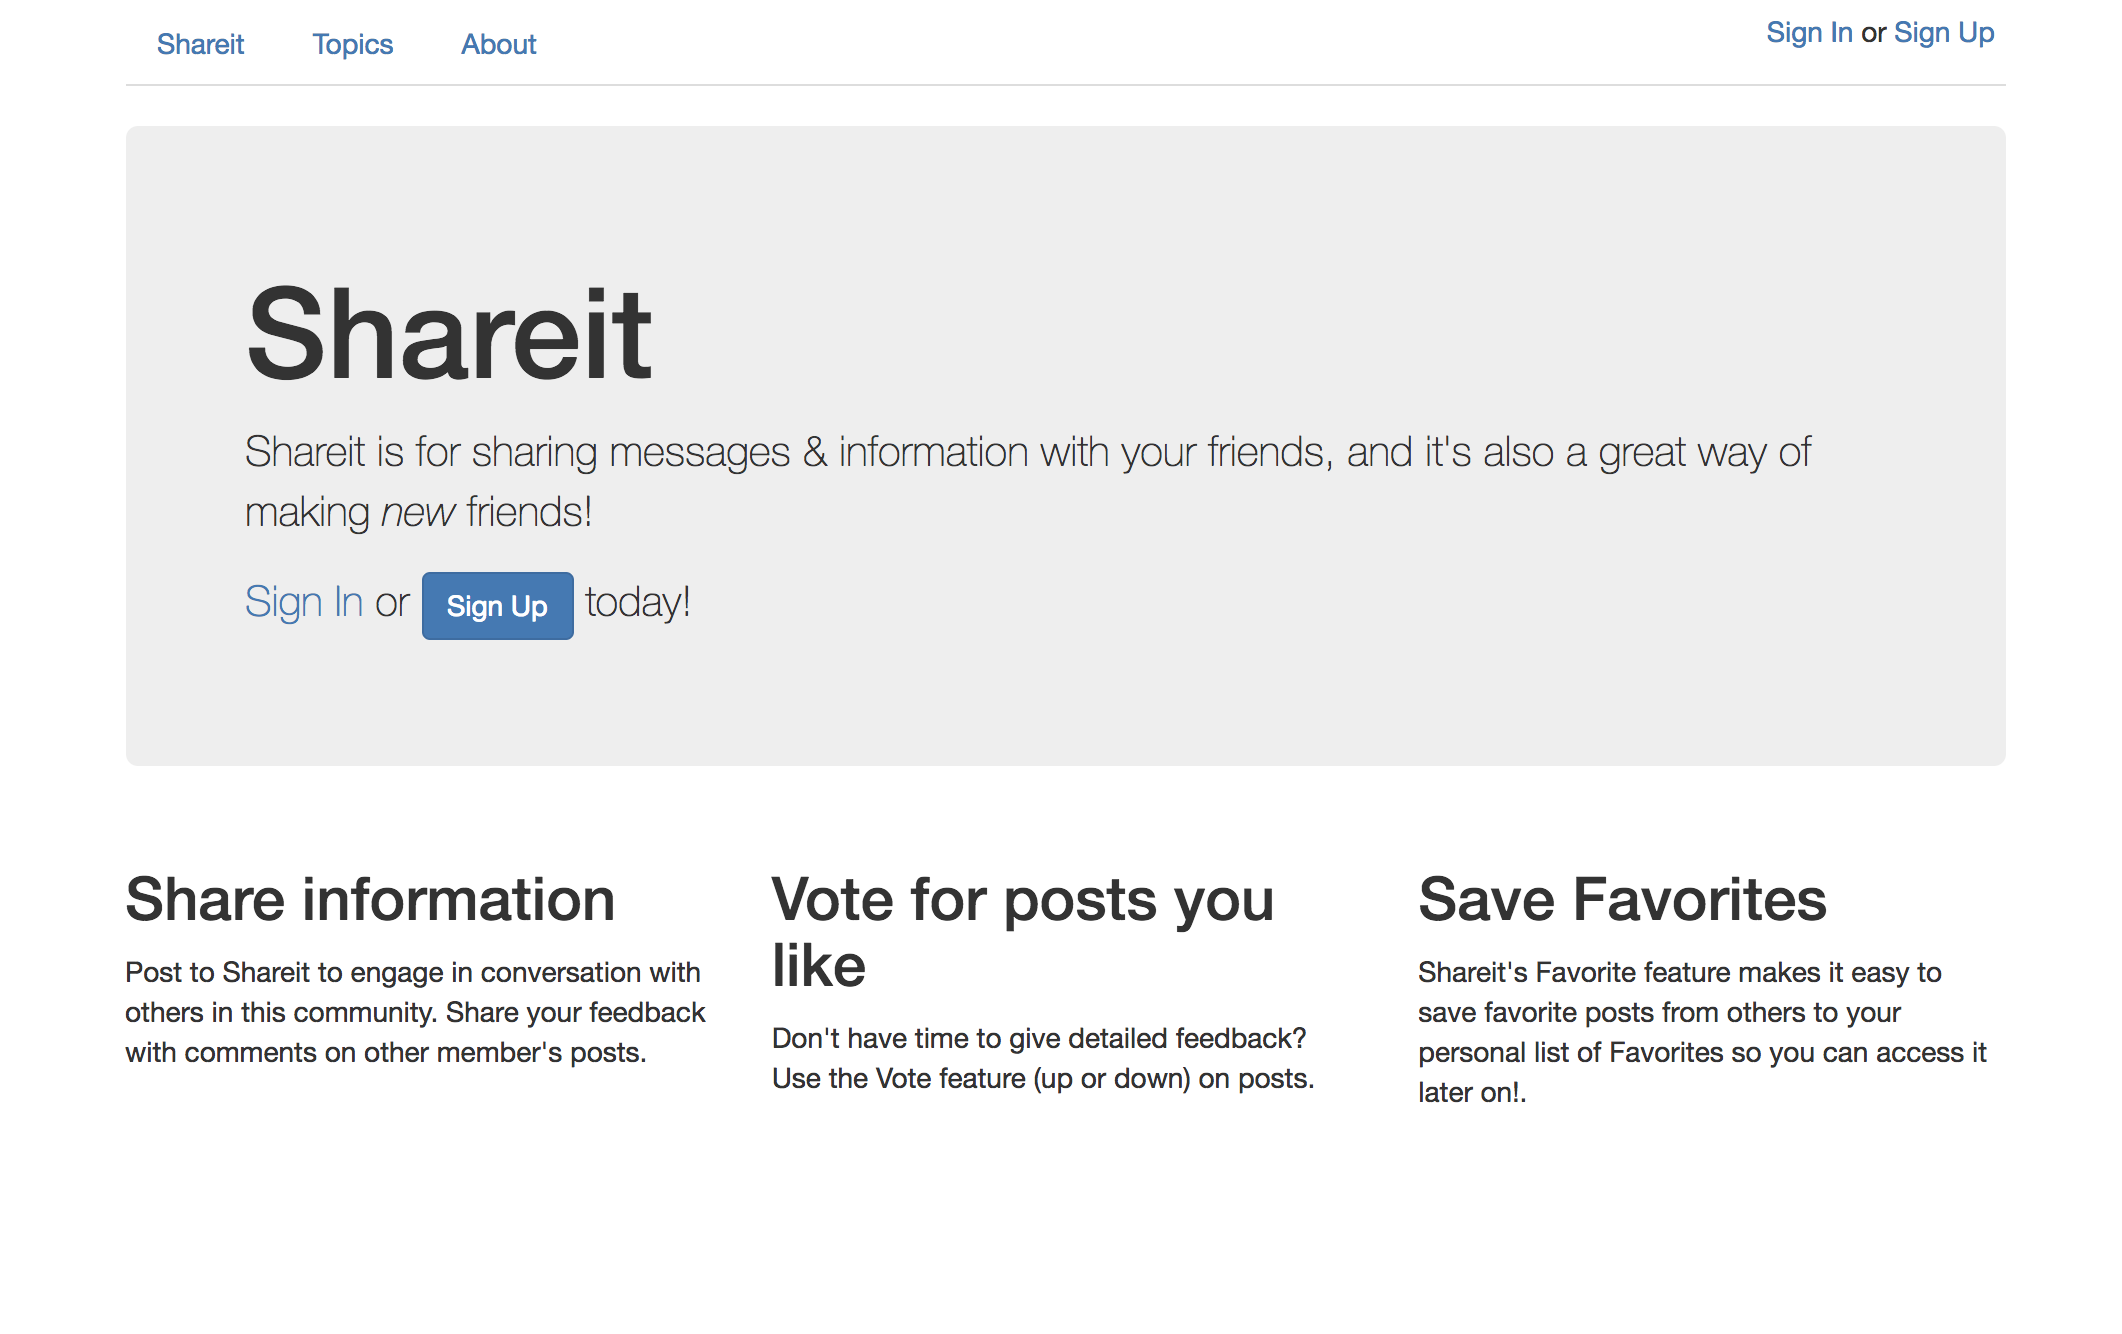 Shareit Topics About Sign In or Sign Up
Shareit
Shareit is for sharing messages & information with your friends, and it's also a great way of
making new friends!
Sign In or Sign Up today!
Share information
Post to Shareit to engage in conversation with
others in this community. Share your feedback
with comments on other member's posts.
Vote for posts you
like
Don't have time to give detailed feedback?
Use the Vote feature (up or down) on posts.
Save Favorites
Shareit's Favorite feature makes it easy to
save favorite posts from others to your
personal list of Favorites so you can access it
later on!.